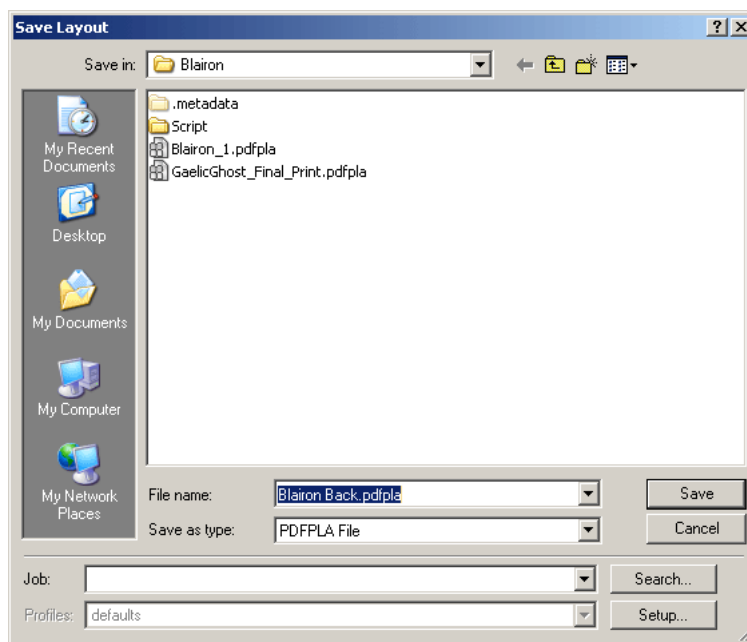 Save Layout
Save in: Blairon
.metadata
Script
Blairon_1.pdfpla
GaelicGhost_Final_Print.pdfpla
My Recent
Documents
Desktop
My Documents
My Computer
My Network
Places
File name: Blairon Back.pdfpla Save
Save as type: PDFPLA File Cancel
Job: Search...
Profiles: defaults Setup...